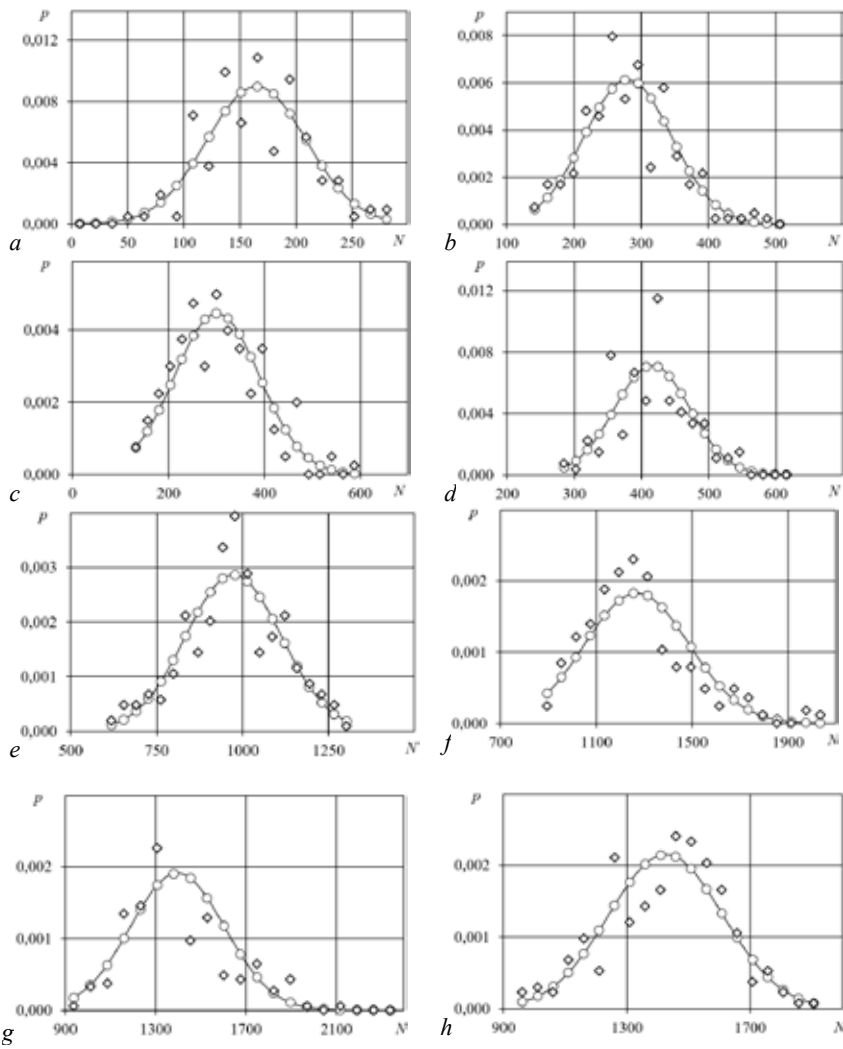 p
0,012
0,008
0,004
0,000
0 50 100 150 200 250 N
a
p
0,008
0,006
0,004
0,002
0,000
100 200 300 400 500 N
b
p
0,004
0,002
0,000
0 200 400 600 N
c
p
0,012
0,008
0,004
0,000
200 300 400 500 600 N
d
p
0,003
0,002
0,001
0,000
500 750 1000 1250 N
e
p
0,002
0,001
0,000
700 1100 1500 1900 N
f
p
0,002
0,001
0,000
900 1300 1700 2100 N
g
p
0,002
0,001
0,000
900 1300 1700 N
h